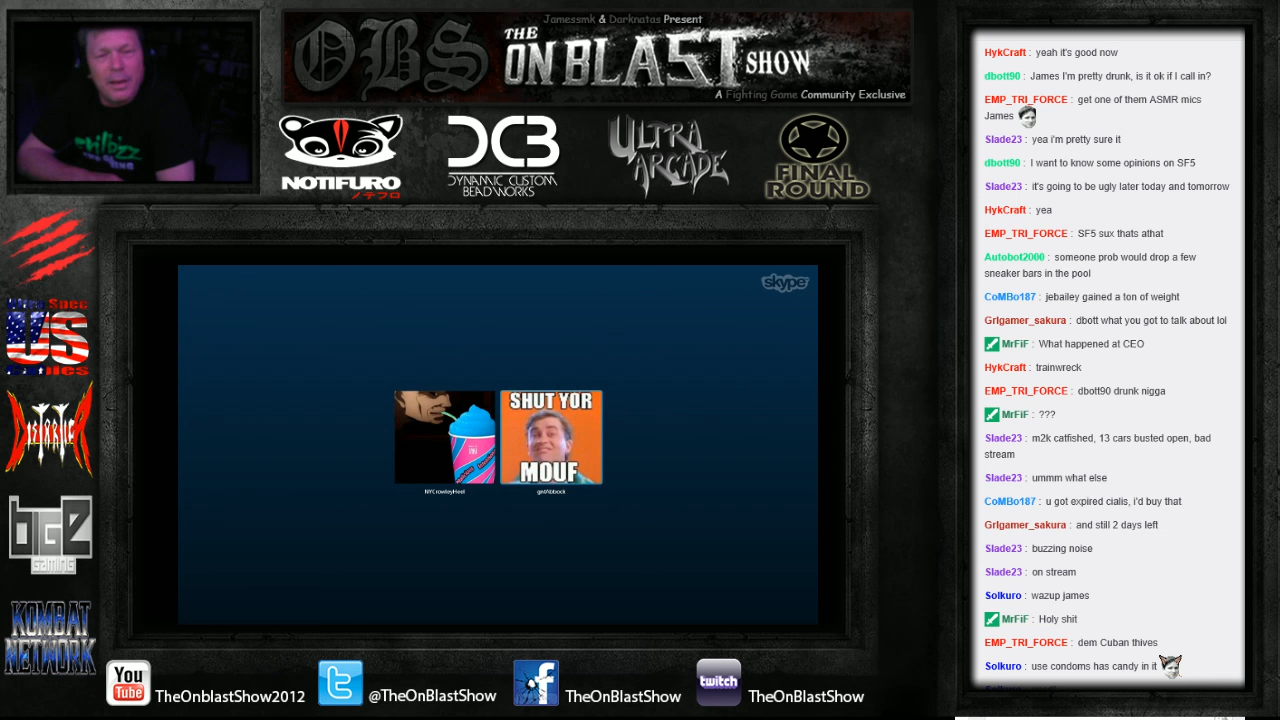 Jamessmk & Darknatas Present
OBS
THE
ON BLAST
SHOW
A Fighting Game Community Exclusive
evilbizz
NOTIFURO
ノテフロ
DCB
DYNAMIC CUSTOM
BEADWORKS
ULTRA
ARCADE
FINAL
ROUND
US
DISTARTICA
bige
gaming
KOMBAT
NETWORK
skype
SHUT YOR
MOUF
NYCrowleyHeel
gntAbbock
You
Tube
TheOnblastShow2012
@TheOnBlastShow
TheOnBlastShow
twitch
TheOnBlastShow
HykCraft : yeah it's good now
dbott90 : James I'm pretty drunk, is it ok if I call in?
EMP_TRI_FORCE : get one of them ASMR mics
James
Slade23 : yea i'm pretty sure it
dbott90 : I want to know some opinions on SF5
Slade23 : it's going to be ugly later today and tomorrow
HykCraft : yea
EMP_TRI_FORCE : SF5 sux thats athat
Autobot2000 : someone prob would drop a few
sneaker bars in the pool
CoMBo187 : jebailey gained a ton of weight
Grlgamer_sakura : dbott what you got to talk about lol
MrFiF : What happened at CEO
HykCraft : trainwreck
EMP_TRI_FORCE : dbott90 drunk nigga
MrFiF : ???
Slade23 : m2k catfished, 13 cars busted open, bad
stream
Slade23 : ummm what else
CoMBo187 : u got expired cialis, i'd buy that
Grlgamer_sakura : and still 2 days left
Slade23 : buzzing noise
Slade23 : on stream
Solkuro : wazup james
MrFiF : Holy shit
EMP_TRI_FORCE : dem Cuban thives
Solkuro : use condoms has candy in it